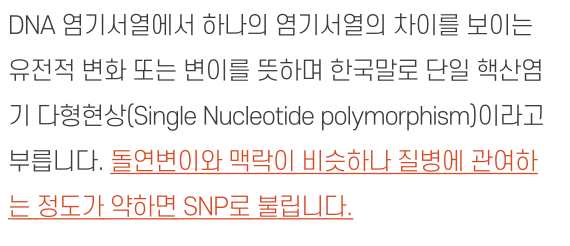 DNA 염기서열에서 하나의 염기서열의 차이를 보이는
유전적 변화 또는 변이를 뜻하며 한국말로 단일 핵산염
기 다형현상(Single Nucleotide polymorphism)이라고
부릅니다. 돌연변이와 맥락이 비슷하나 질병에 관여하
는 정도가 약하면 SNP로 불립니다.